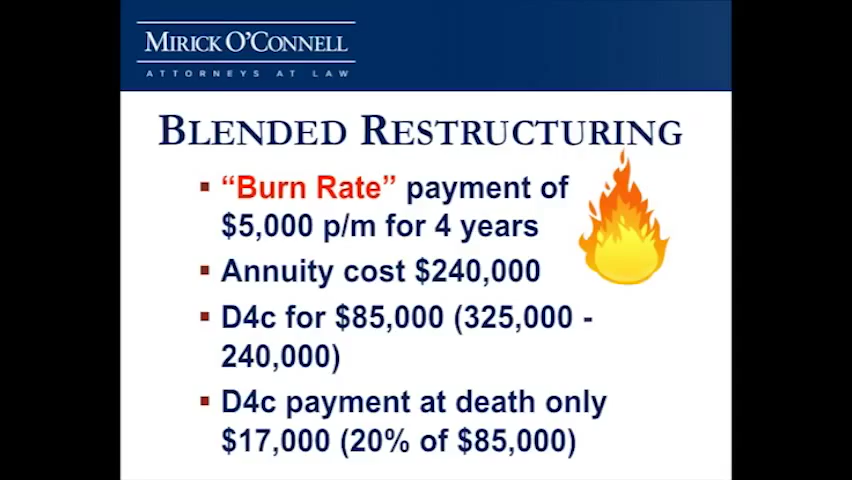 MIRICK O'CONNELL
ATTORNEYS AT LAW
BLENDED RESTRUCTURING
▪ “Burn Rate” payment of
$5,000 p/m for 4 years
▪ Annuity cost $240,000
▪ D4c for $85,000 (325,000 -
240,000)
▪ D4c payment at death only
$17,000 (20% of $85,000)